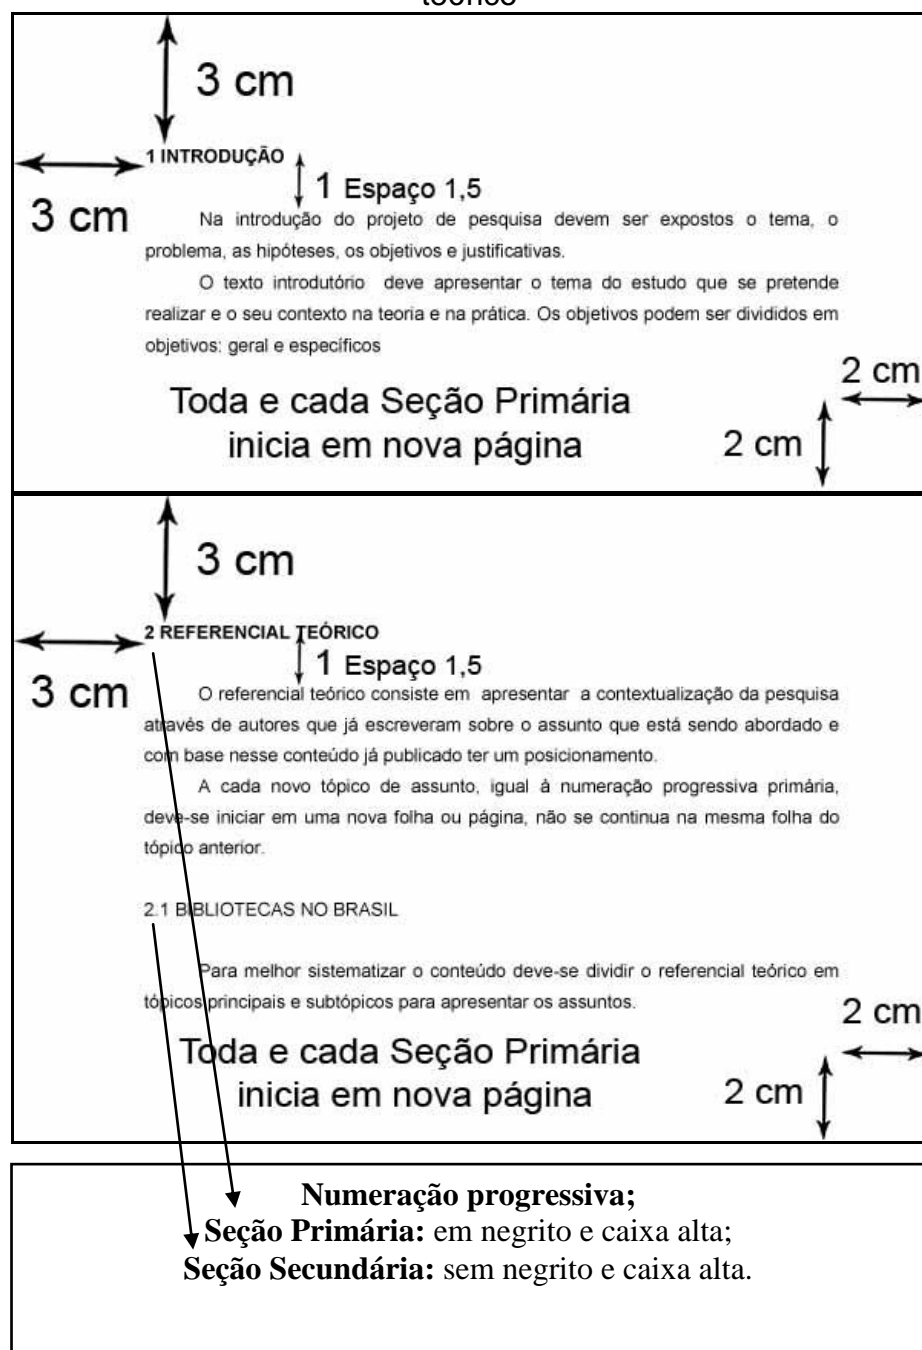 teórico
3 cm
1 INTRODUÇÃO
1 Espaço 1,5
3 cm
Na introdução do projeto de pesquisa devem ser expostos o tema, o
problema, as hipóteses, os objetivos e justificativas.
O texto introdutório deve apresentar o tema do estudo que se pretende
realizar e o seu contexto na teoria e na prática. Os objetivos podem ser divididos em
objetivos: geral e específicos
2 cm
Toda e cada Seção Primária
inicia em nova página
2 cm
3 cm
2 REFERENCIAL TEÓRICO
1 Espaço 1,5
3 cm
O referencial teórico consiste em apresentar a contextualização da pesquisa
através de autores que já escreveram sobre o assunto que está sendo abordado e
com base nesse conteúdo já publicado ter um posicionamento.
A cada novo tópico de assunto, igual à numeração progressiva primária,
deve-se iniciar em uma nova folha ou página, não se continua na mesma folha do
tópico anterior.
2.1 BIBLIOTECAS NO BRASIL
Para melhor sistematizar o conteúdo deve-se dividir o referencial teórico em
tópicos principais e subtópicos para apresentar os assuntos.
2 cm
Toda e cada Seção Primária
inicia em nova página
2 cm
Numeração progressiva;
Seção Primária: em negrito e caixa alta;
Seção Secundária: sem negrito e caixa alta.